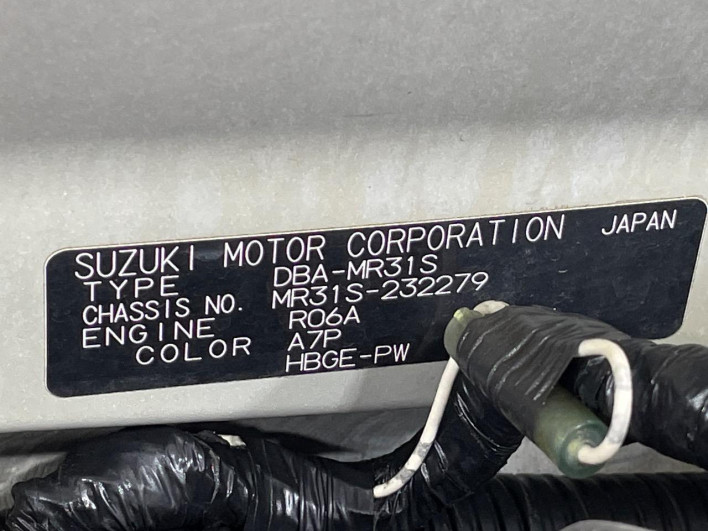 SUZUKI MOTOR CORPORATION JAPAN
TYPE DBA-MR31S
CHASSIS NO. MR31S-232279
ENGINE R06A
COLOR A7P
HBGE-PW